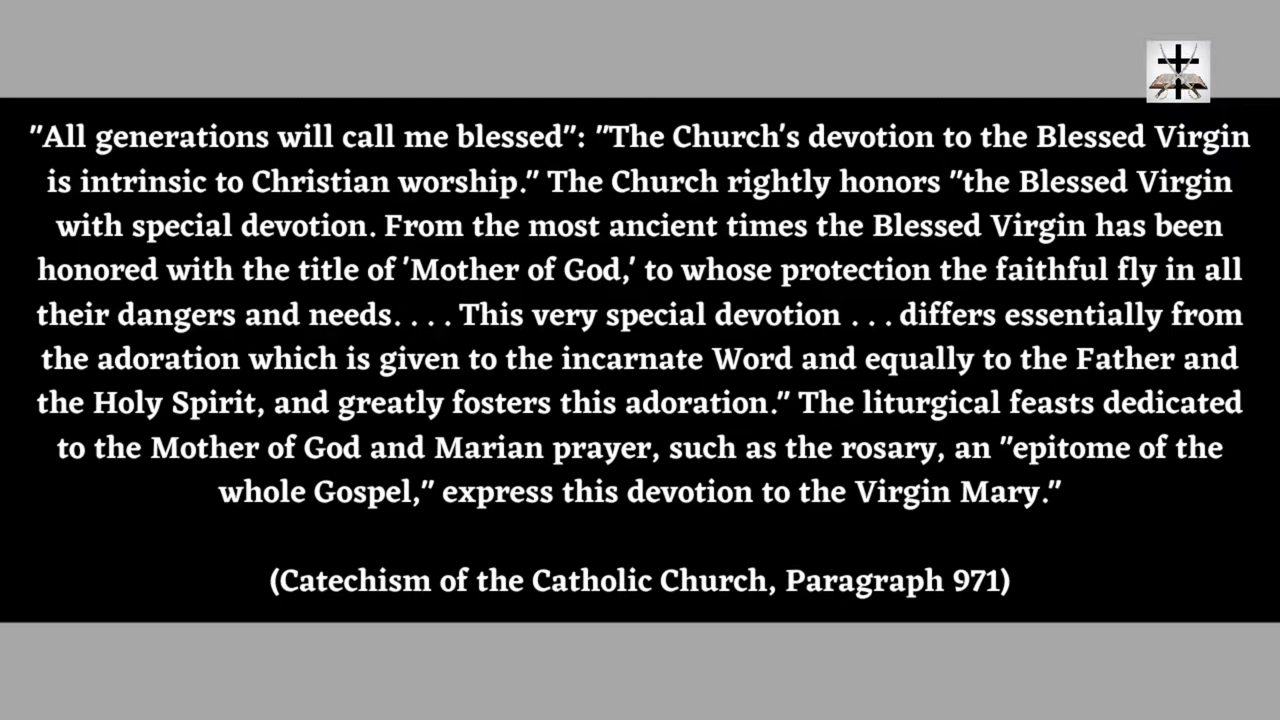 "All generations will call me blessed": "The Church's devotion to the Blessed Virgin
is intrinsic to Christian worship." The Church rightly honors "the Blessed Virgin
with special devotion. From the most ancient times the Blessed Virgin has been
honored with the title of 'Mother of God,' to whose protection the faithful fly in all
their dangers and needs. . . . This very special devotion . . . differs essentially from
the adoration which is given to the incarnate Word and equally to the Father and
the Holy Spirit, and greatly fosters this adoration." The liturgical feasts dedicated
to the Mother of God and Marian prayer, such as the rosary, an "epitome of the
whole Gospel," express this devotion to the Virgin Mary."
(Catechism of the Catholic Church, Paragraph 971)